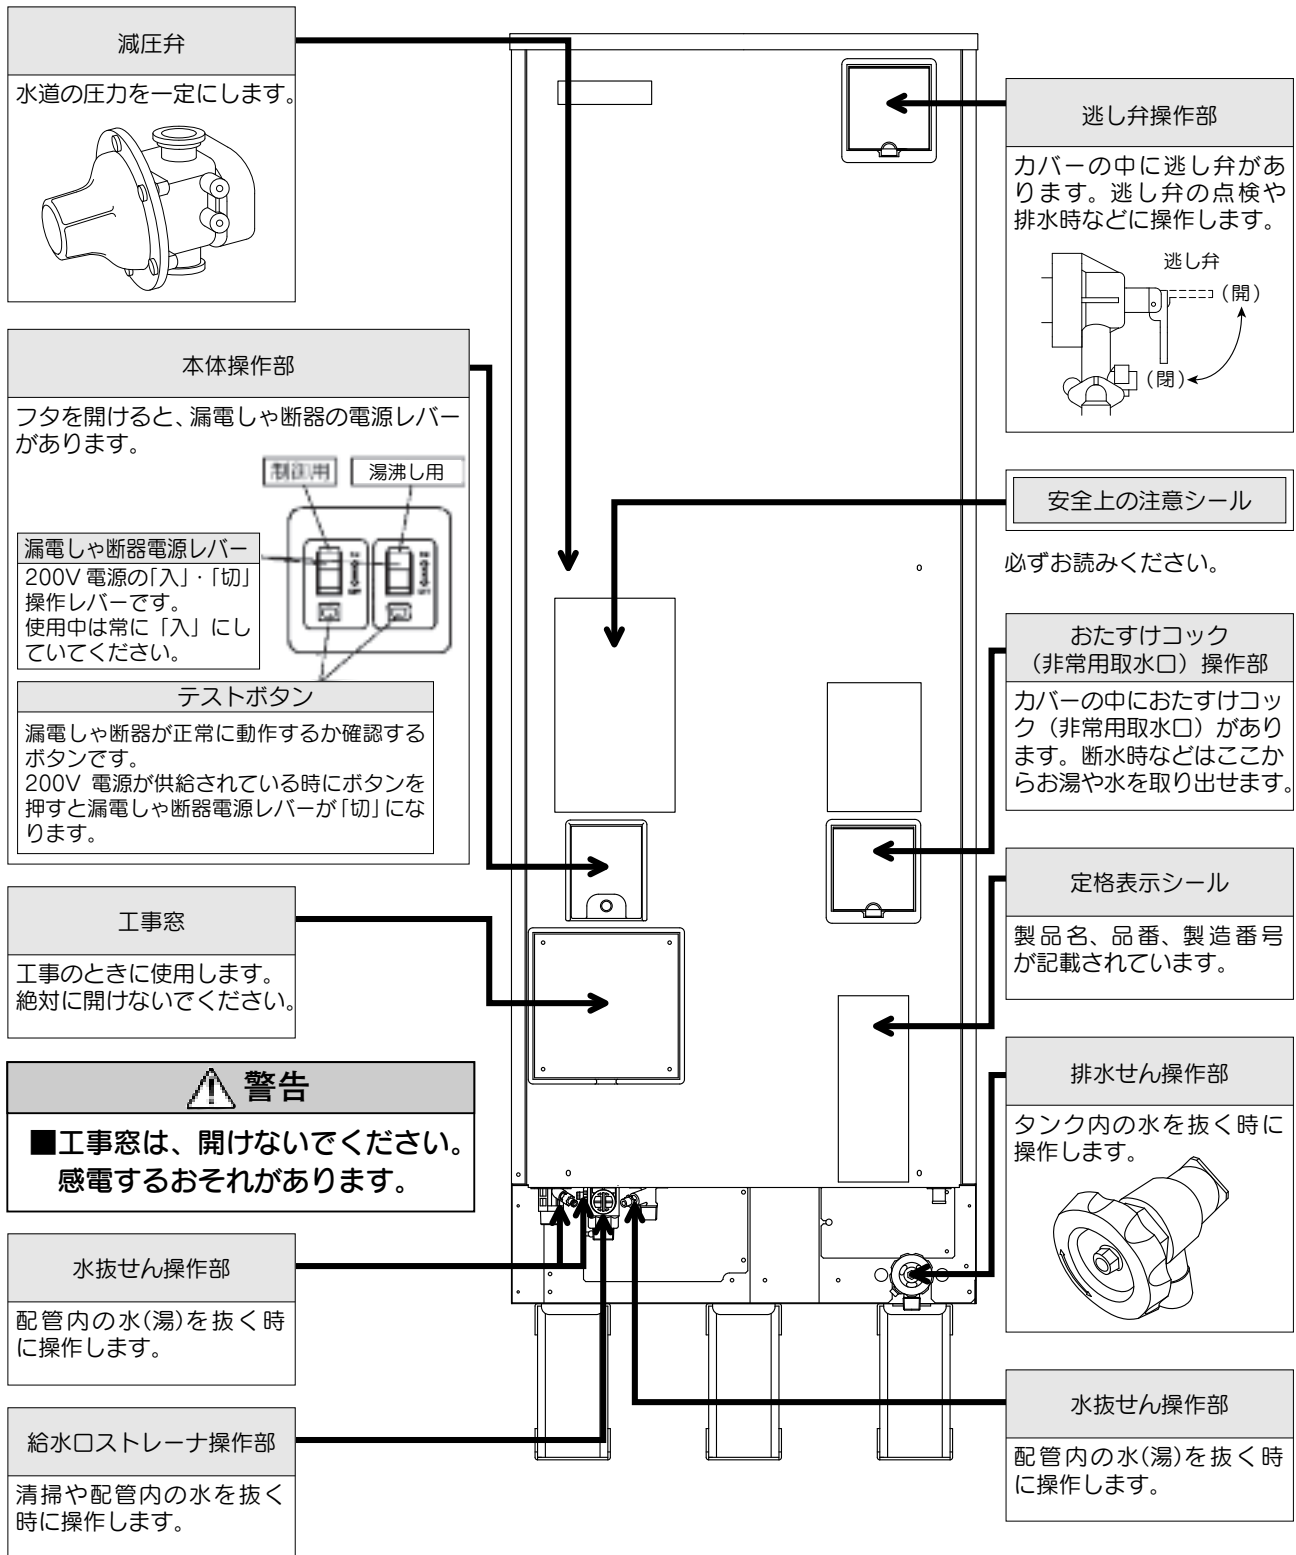 減圧弁
水道の圧力を一定にします。
本体操作部
フタを開けると、漏電しゃ断器の電源レバー
があります。
制御用
湯沸し用
漏電しゃ断器電源レバー
200V 電源の「入」・「切」
操作レバーです。
使用中は常に「入」にし
ていてください。
テストボタン
漏電しゃ断器が正常に動作するか確認する
ボタンです。
200V 電源が供給されている時にボタンを
押すと漏電しゃ断器電源レバーが「切」にな
ります。
工事窓
工事のときに使用します。
絶対に開けないでください。
警告
■工事窓は、開けないでください。
感電するおそれがあります。
水抜せん操作部
配管内の水(湯)を抜く時
に操作します。
給水口ストレーナ操作部
清掃や配管内の水を抜く
時に操作します。
逃し弁操作部
カバーの中に逃し弁があ
ります。逃し弁の点検や
排水時などに操作します。
逃し弁
(開)
(閉)
安全上の注意シール
必ずお読みください。
おたすけコック
(非常用取水口)操作部
カバーの中におたすけコッ
ク(非常用取水口)があり
ます。断水時などはここか
らお湯や水を取り出せます。
定格表示シール
製品名、品番、製造番号
が記載されています。
排水せん操作部
タンク内の水を抜く時に
操作します。
水抜せん操作部
配管内の水(湯)を抜く時
に操作します。